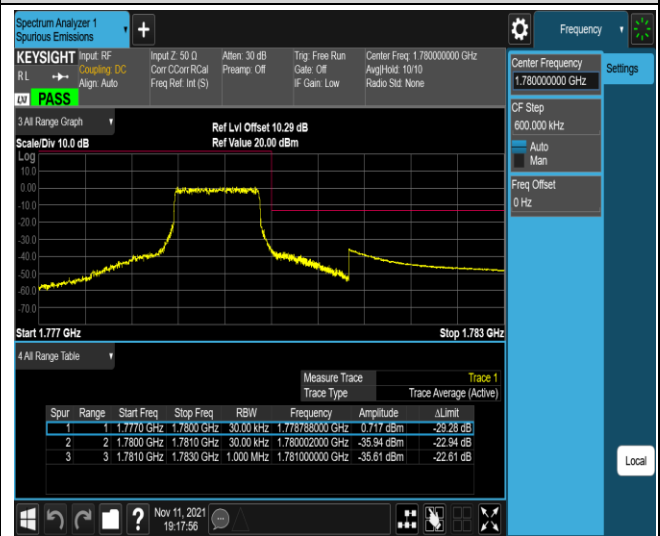 Spectrum Analyzer 1
Spurious Emissions
Frequency
KEYSIGHT
Input: RF
Coupling: DC
Align: Auto
Input Z: 50 Ω
Corr CCorr RCal
Freq Ref: Int (S)
Atten: 30 dB
Preamp: Off
Trig: Free Run
Gate: Off
IF Gain: Low
Center Freq: 1.780000000 GHz
Avg|Hold: 10/10
Radio Std: None
R L
LXI
PASS
3 All Range Graph
Scale/Div 10.0 dB
Ref Lvl Offset 10.29 dB
Ref Value 20.00 dBm
Log
10.0
0.00
-10.0
-20.0
-30.0
-40.0
-50.0
-60.0
-70.0
Start 1.777 GHz
Stop 1.783 GHz
4 All Range Table
Measure Trace Trace 1
Trace Type Trace Average (Active)
Spur Range Start Freq Stop Freq RBW Frequency Amplitude ΔLimit
1 1 1.7770 GHz 1.7800 GHz 30.00 kHz 1.778788000 GHz 0.717 dBm -29.28 dB
2 2 1.7800 GHz 1.7810 GHz 30.00 kHz 1.780002000 GHz -35.94 dBm -22.94 dB
3 3 1.7810 GHz 1.7830 GHz 1.000 MHz 1.781000000 GHz -35.61 dBm -22.61 dB
Center Frequency
1.780000000 GHz
Settings
CF Step
600.000 kHz
Auto
Man
Freq Offset
0 Hz
Local
?
Nov 11, 2021
19:17:56